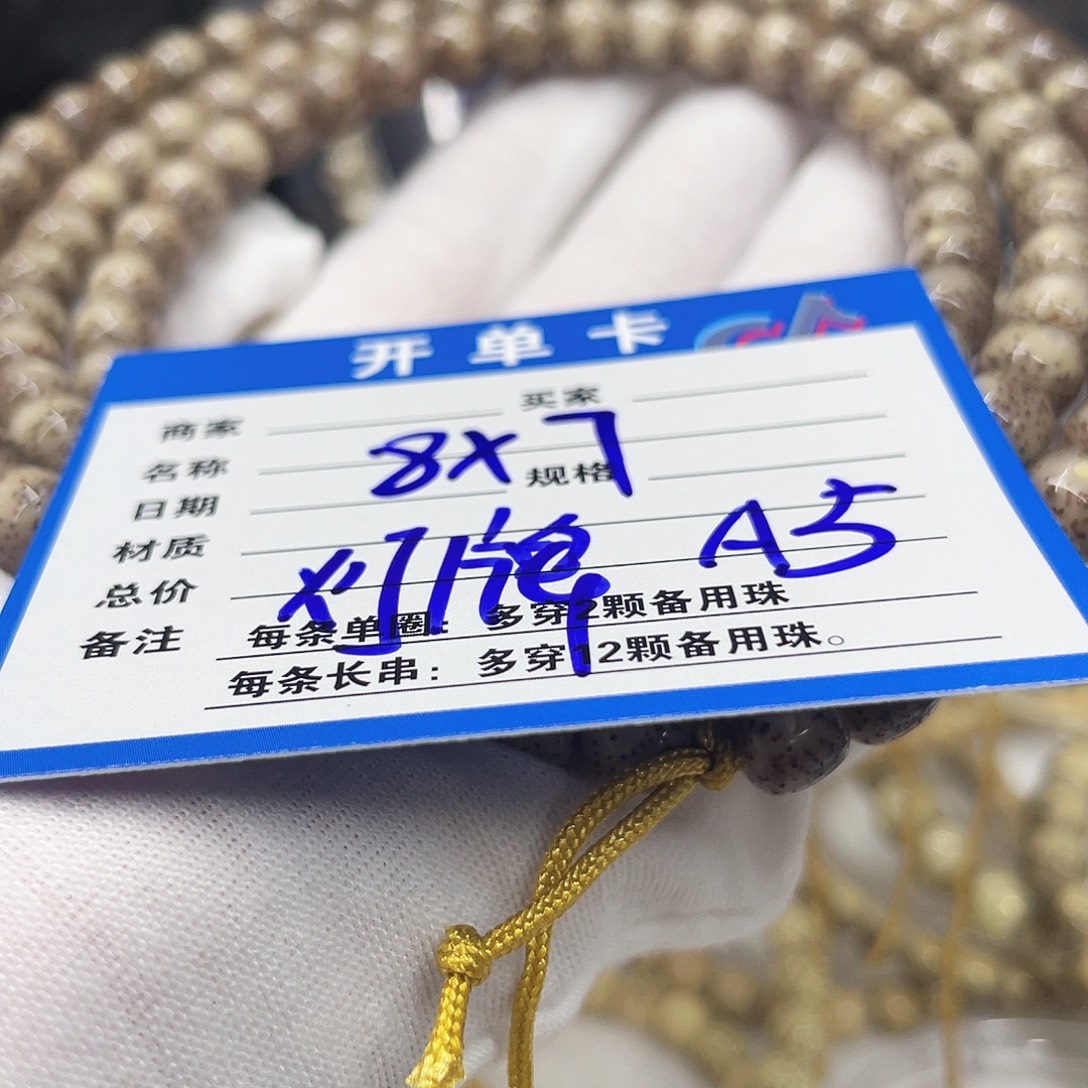 开单卡
商家 买家
名称 8X7
日期 规格
材质
总价 A5
备注 每条单圈：多穿2颗备用珠
每条长串：多穿12颗备用珠。